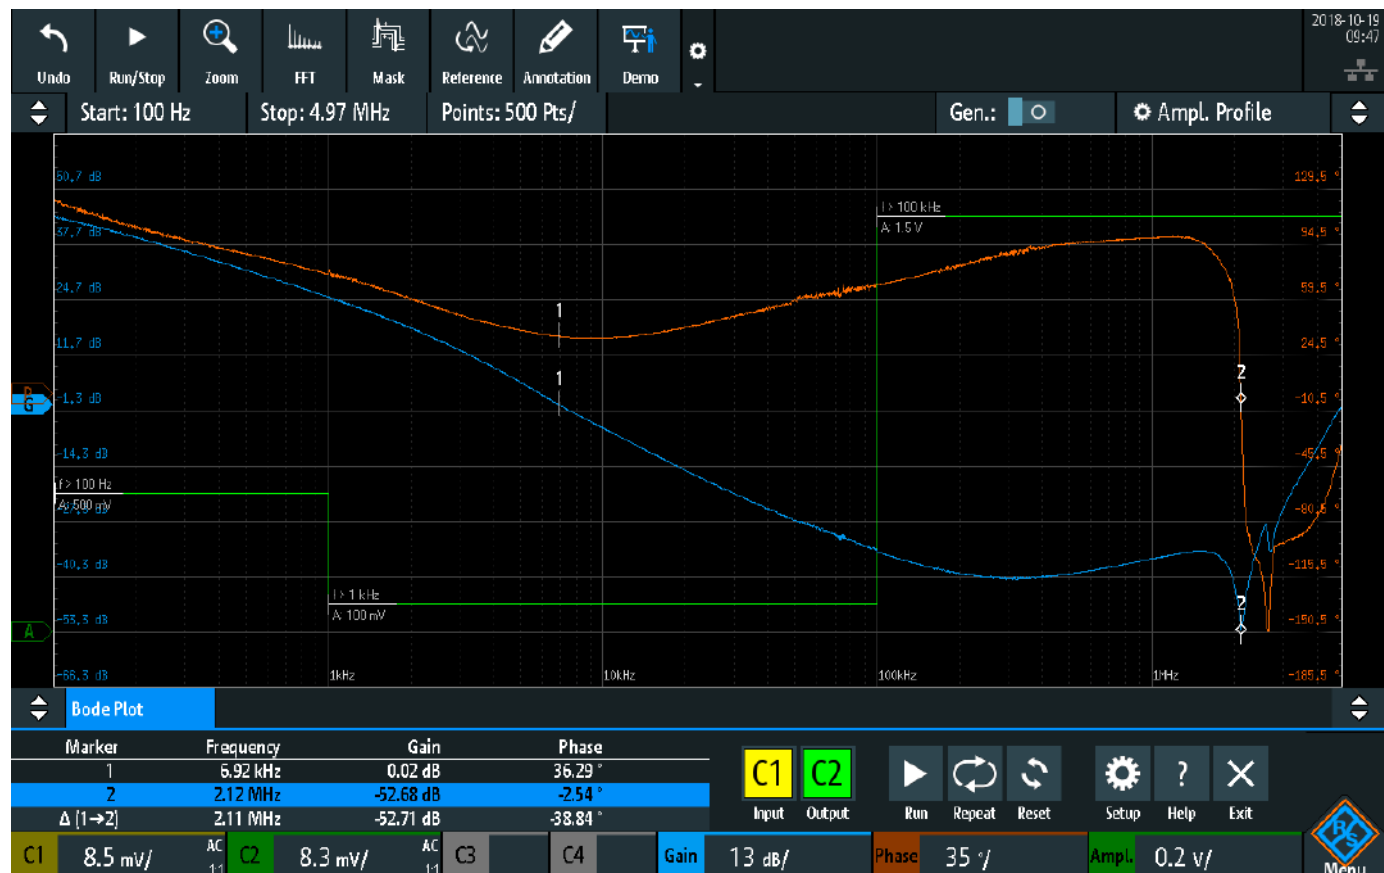 2018-10-19
09:47
Undo Run/Stop Zoom FFT Mask Reference Annotation Demo
Start: 100 Hz Stop: 4.97 MHz Points: 500 Pts/ Gen.: Ampl. Profile
50,7 dB 129,5 °
f > 100 kHz
A: 1.5 V
37,7 dB 94,5 °
24,7 dB 59,5 °
1
11,7 dB 24,5 °
1 2
G -1,3 dB -10,5 °
-14,3 dB -45,5 °
f > 100 Hz
A: 500 mV -80,5 °
-40,3 dB -115,5 °
f > 1 kHz
A: 100 mV
2
A -53,3 dB -150,5 °
-66,3 dB 1kHz 10kHz 100kHz 1MHz -185,5 °
Bode Plot
Marker Frequency Gain Phase
1 6.92 kHz 0.02 dB 36.29 °
2 2.12 MHz -52.68 dB -2.54 °
Δ (1→2) 2.11 MHz -52.71 dB -38.84 °
C1 C2
Input Output Run Repeat Reset Setup ? Help Exit
C1 8.5 mV/ AC 1:1 C2 8.3 mV/ AC 1:1 C3 C4 Gain 13 dB/ Phase 35 °/ Ampl. 0.2 V/
R&S
Menu